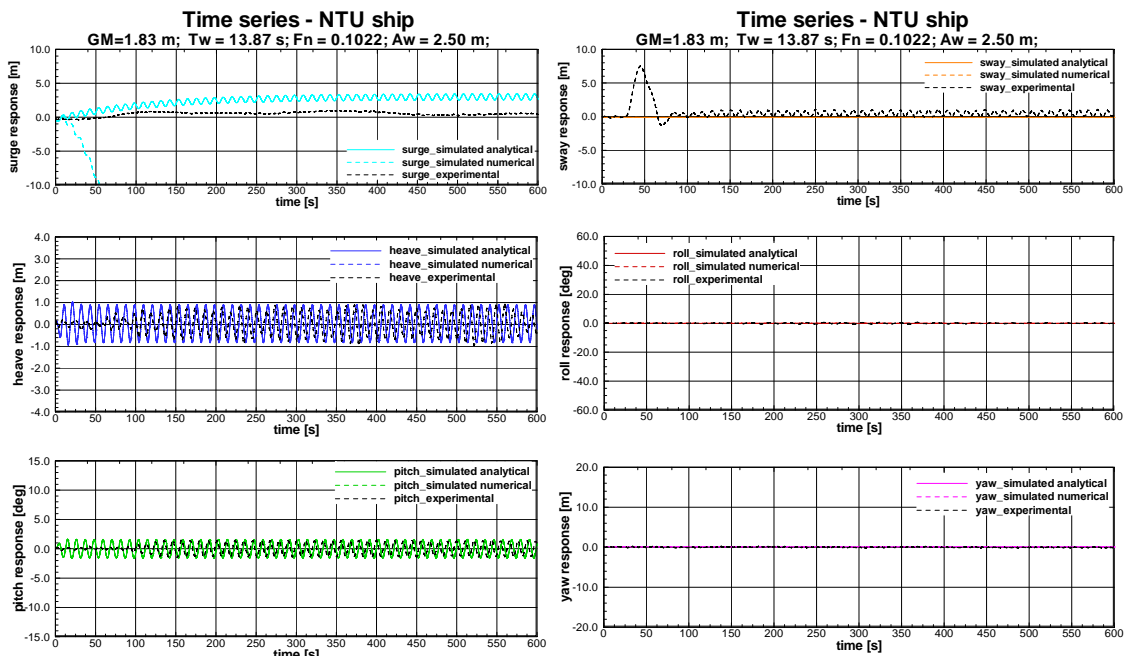 Time series - NTU ship
GM=1.83 m; Tw = 13.87 s; Fn = 0.1022; Aw = 2.50 m;
surge response [m]
10.0
5.0
0.0
-5.0
-10.0
surge_simulated analytical
surge_simulated numerical
surge_experimental
0 50 100 150 200 250 300 350 400 450 500 550 600
time [s]
Time series - NTU ship
GM=1.83 m; Tw = 13.87 s; Fn = 0.1022; Aw = 2.50 m;
sway response [m]
10.0
5.0
0.0
-5.0
-10.0
sway_simulated analytical
sway_simulated numerical
sway_experimental
0 50 100 150 200 250 300 350 400 450 500 550 600
time [s]
heave response [m]
4.0
3.0
2.0
1.0
0.0
-1.0
-2.0
-3.0
-4.0
heave_simulated analytical
heave_simulated numerical
heave_experimental
0 50 100 150 200 250 300 350 400 450 500 550 600
time [s]
roll response [deg]
60.0
40.0
20.0
0.0
-20.0
-40.0
-60.0
roll_simulated analytical
roll_simulated numerical
roll_experimental
0 50 100 150 200 250 300 350 400 450 500 550 600
time [s]
pitch response [deg]
15.0
10.0
5.0
0.0
-5.0
-10.0
-15.0
pitch_simulated analytical
pitch_simulated numerical
pitch_experimental
0 50 100 150 200 250 300 350 400 450 500 550 600
time [s]
yaw response [m]
20.0
10.0
0.0
-10.0
-20.0
yaw_simulated analytical
yaw_simulated numerical
yaw_experimental
0 50 100 150 200 250 300 350 400 450 500 550 600
time [s]